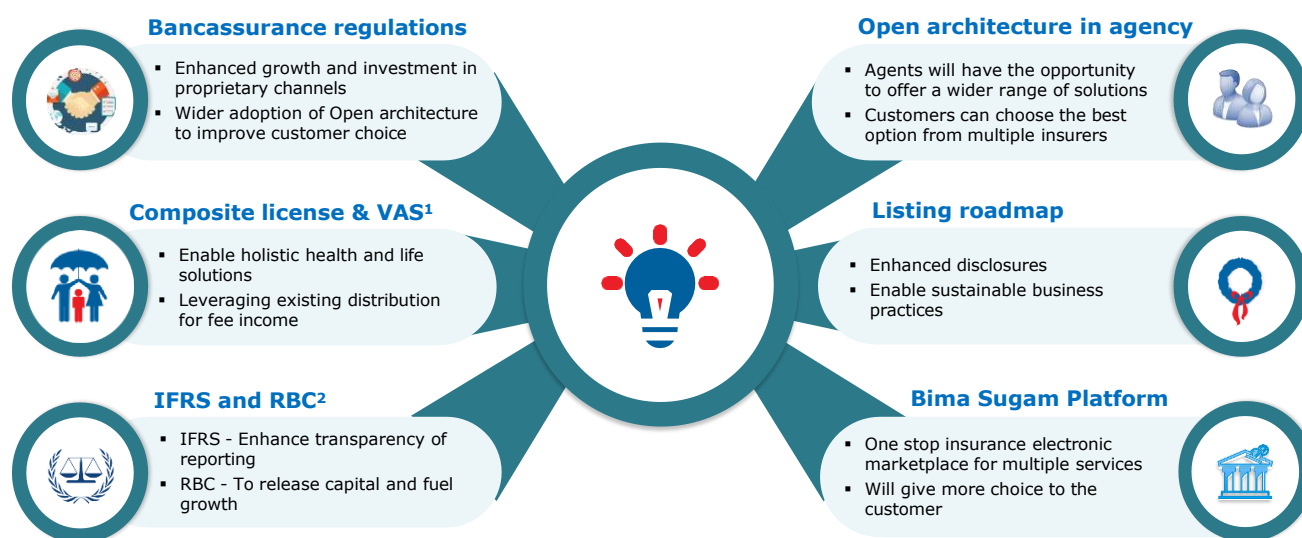 Bancassurance regulations
▪ Enhanced growth and investment in
proprietary channels
▪ Wider adoption of Open architecture
to improve customer choice
Composite license & VAS¹
▪ Enable holistic health and life
solutions
▪ Leveraging existing distribution
for fee income
IFRS and RBC²
▪ IFRS - Enhance transparency of
reporting
▪ RBC - To release capital and fuel
growth
Open architecture in agency
▪ Agents will have the opportunity
to offer a wider range of solutions
▪ Customers can choose the best
option from multiple insurers
Listing roadmap
▪ Enhanced disclosures
▪ Enable sustainable business
practices
Bima Sugam Platform
▪ One stop insurance electronic
marketplace for multiple services
▪ Will give more choice to the
customer